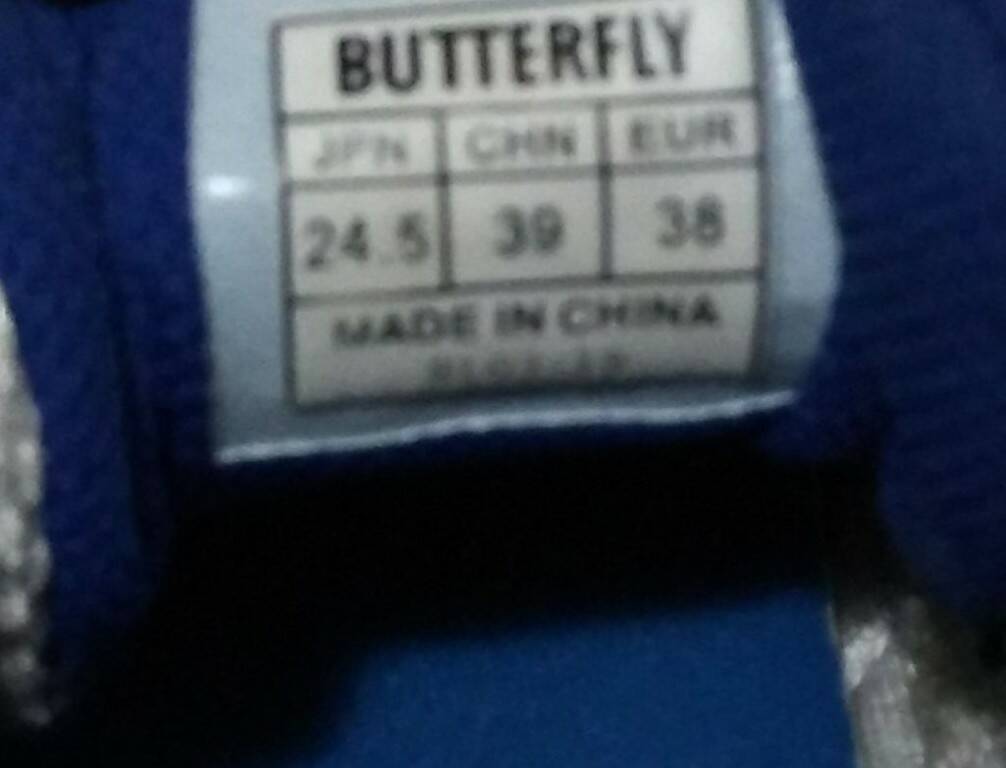 BUTTERFLY
JPN CHN EUR
24.5 39 38
MADE IN CHINA